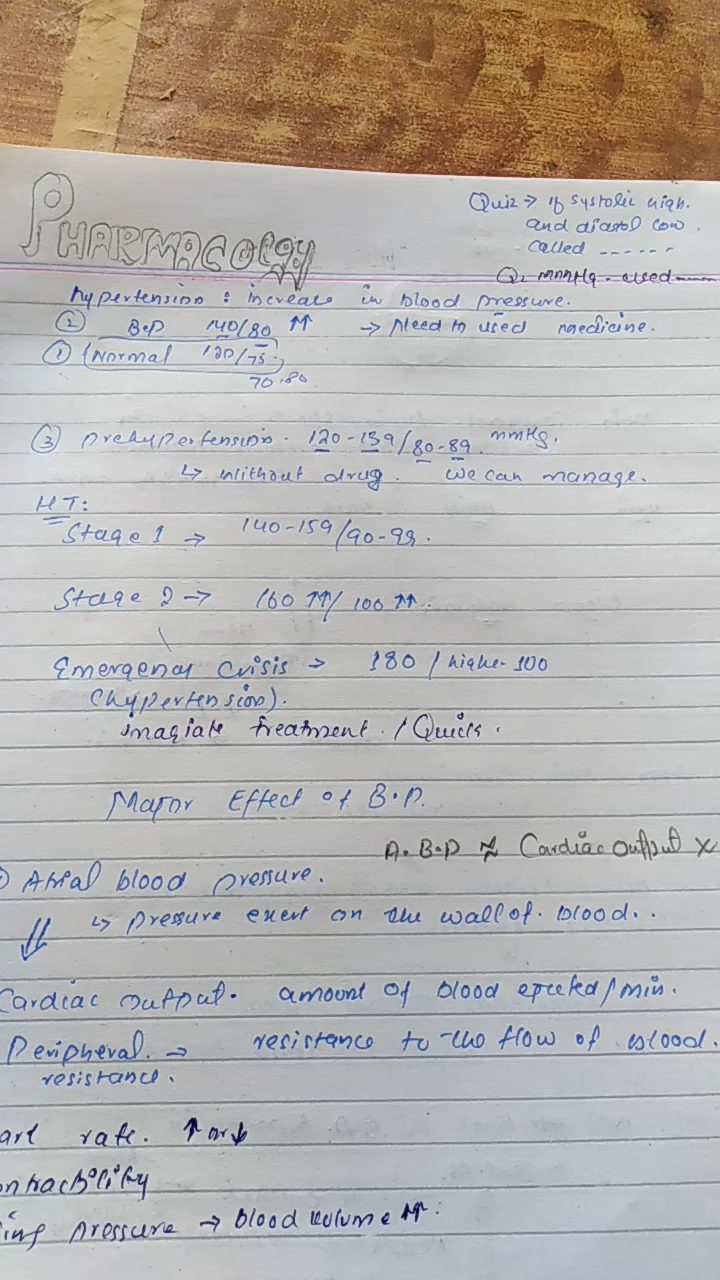 PHARMACOLOGY
Quiz → if systolic high.
and diastol low.
called ------
Q. mmHg. used ----
hypertension : increase in blood pressure.
② B.P 140/80 ↑↑ → Need to used medicine.
① (Normal 120/75)
70-80
③ Prehypertension. 120-139/80-89. mmHg.
↳ without drug. we can manage.
HT:
Stage 1 → 140-159/90-99.
Stage 2 → 160 ↑↑/ 100 ↑↑.
Emergency Crisis → 180 / higher 100
(hypertension).
treatment. / Quick.
Major Effect of B.P.
A. B.P ≈ Cardiac output ×
blood pressure.
↳ pressure exert on the wall of. blood..
Cardiac output. amount of blood /min.
Peripheral. → resistance to the flow of blood.
resistance.
art rate. ↑ or ↓
ontractility
ing pressure → blood volume ↑↑.